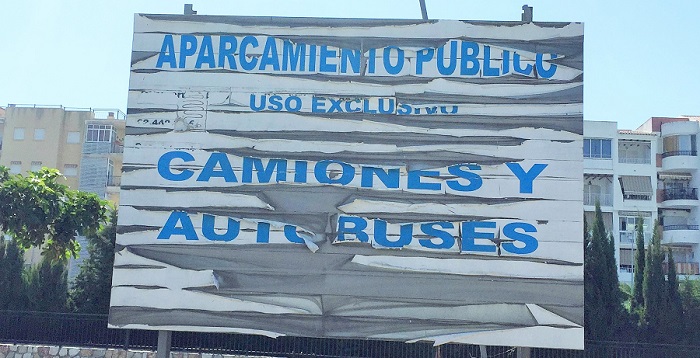 APARCAMIENTO PUBLICO
USO EXCLUSIVO
CAMIONES Y
AUTOBUSES